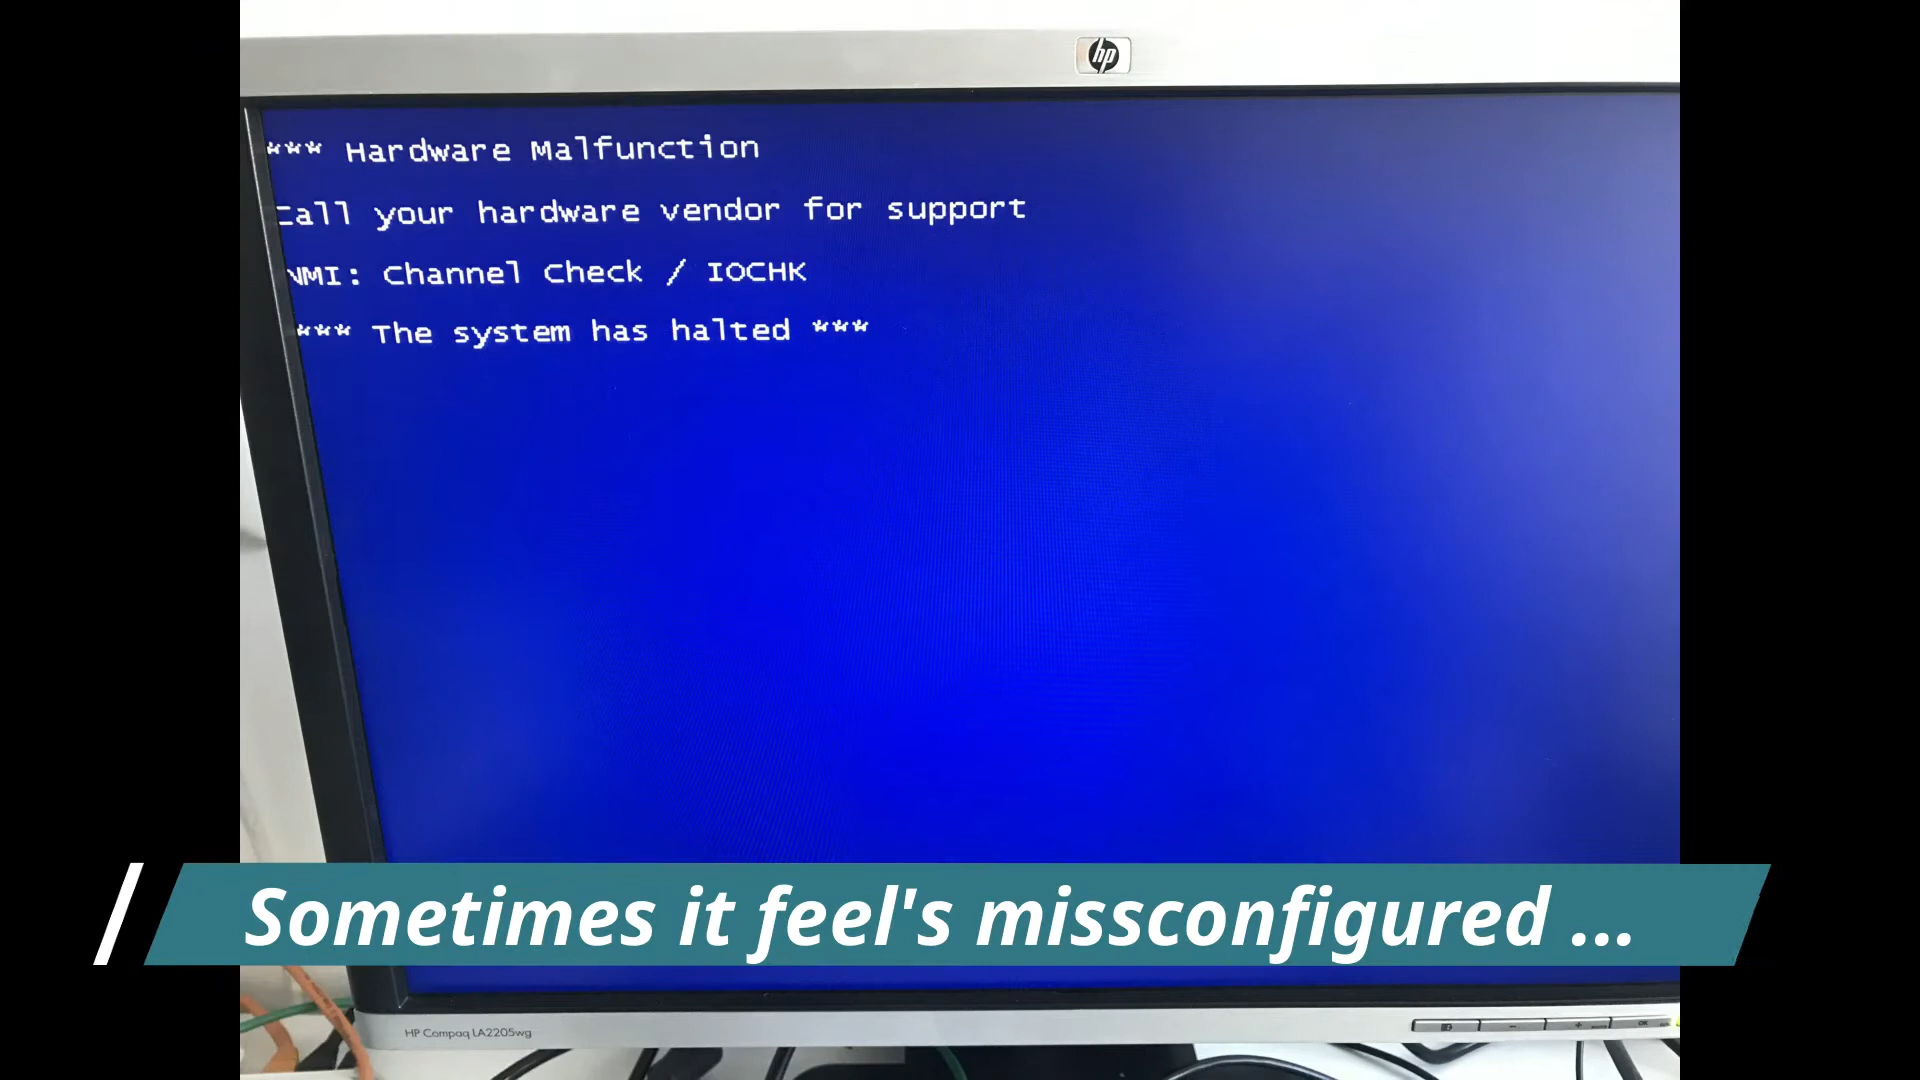 hp
*** Hardware Malfunction
Call your hardware vendor for support
NMI: Channel Check / IOCHK
*** The system has halted ***
/ Sometimes it feel's missconfigured ...
HP Compaq LA2205wg